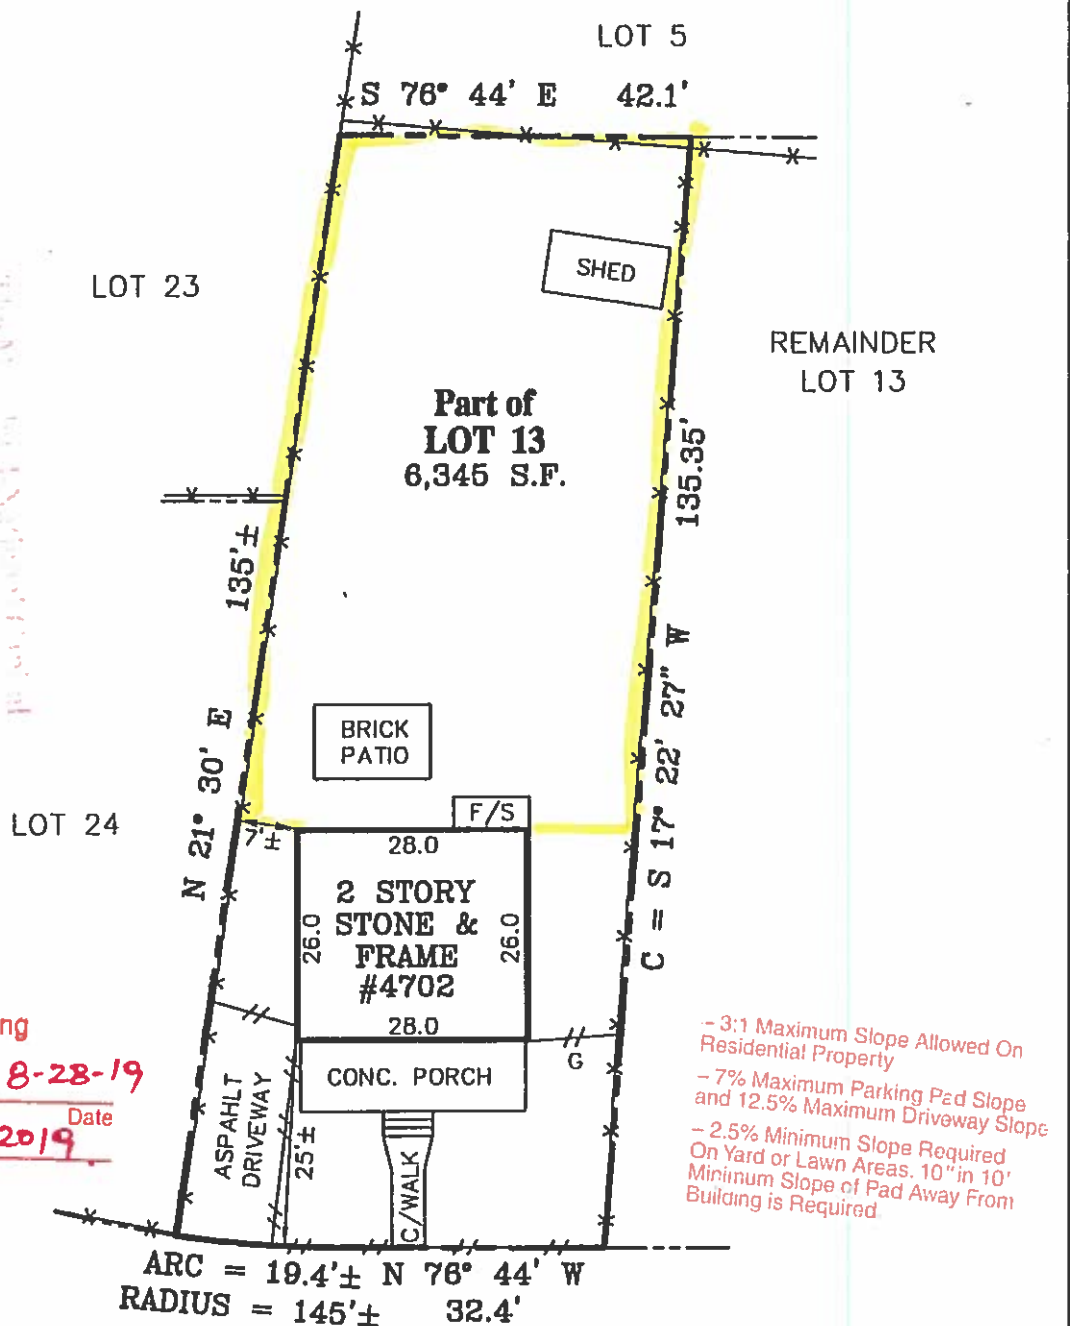 LOT 5
S 76° 44' E 42.1'
LOT 23
SHED
REMAINDER
LOT 13
Part of
LOT 13
6,345 S.F.
135.35'
135'±
N 21° 30' E
C = S 17° 22' 27" W
BRICK
PATIO
F/S
LOT 24
7'±
28.0
2 STORY
STONE &
FRAME
#4702
26.0
26.0
28.0
G
ng
8-28-19
Date
2019
CONC. PORCH
ASPAHLT
DRIVEWAY
25'±
C/WALK
- 3:1 Maximum Slope Allowed On
Residential Property
- 7% Maximum Parking Pad Slope
and 12.5% Maximum Driveway Slope
- 2.5% Minimum Slope Required
On Yard or Lawn Areas. 10" in 10'
Minimum Slope of Pad Away From
Building is Required.
ARC = 19.4'± N 76° 44' W
RADIUS = 145'± 32.4'